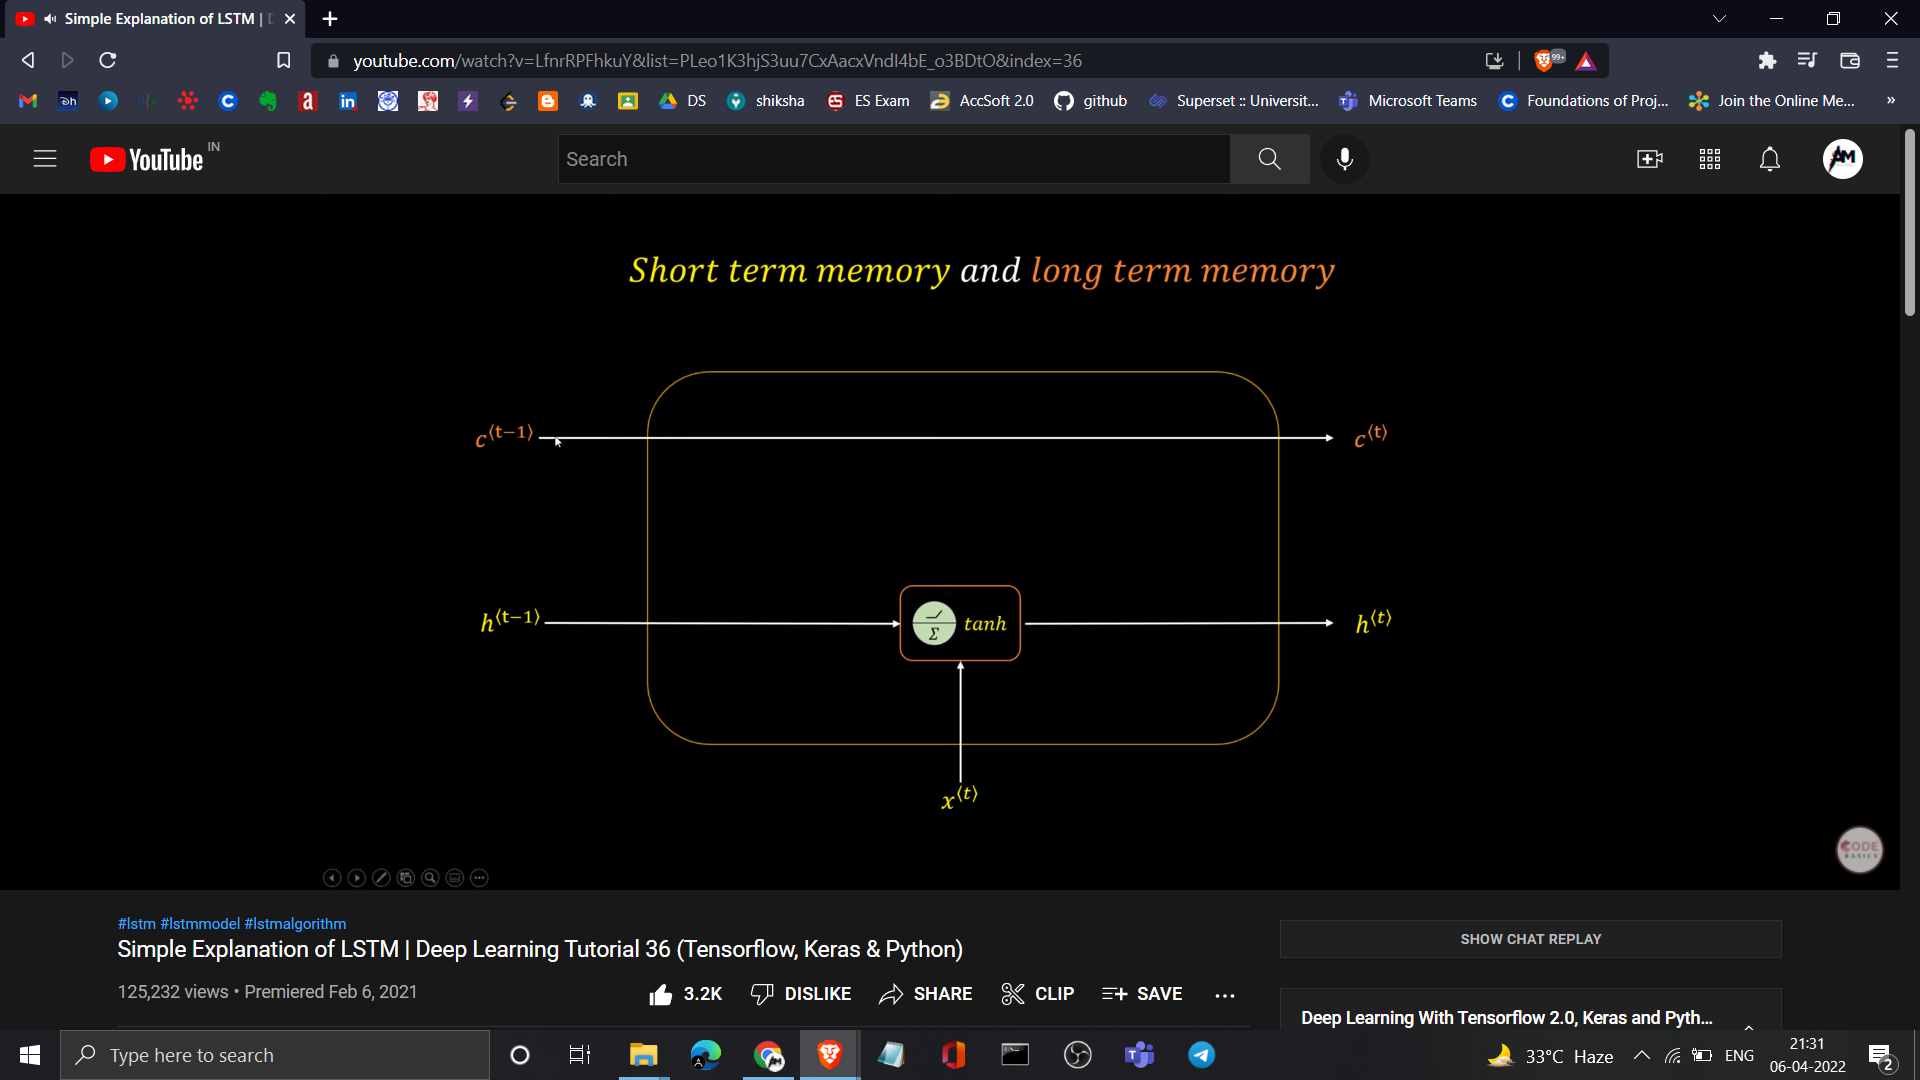 Simple Explanation of LSTM |
youtube.com/watch?v=LfnrRPFhkuY&list=PLeo1K3hjS3uu7CxAacxVndI4bE_o3BDtO&index=36
99+
DS shiksha ES Exam AccSoft 2.0 github Superset :: Universit... Microsoft Teams Foundations of Proj... Join the Online Me... »
YouTube IN
Search
AM
Short term memory and long term memory
c⟨t−1⟩ c⟨t⟩
h⟨t−1⟩ Σ tanh h⟨t⟩
x⟨t⟩
CODE
BASICS
#lstm #lstmmodel #lstmalgorithm
Simple Explanation of LSTM | Deep Learning Tutorial 36 (Tensorflow, Keras & Python)
125,232 views • Premiered Feb 6, 2021
3.2K DISLIKE SHARE CLIP SAVE ...
SHOW CHAT REPLAY
Deep Learning With Tensorflow 2.0, Keras and Pyth...
Type here to search
33°C Haze ENG
21:31
06-04-2022
2